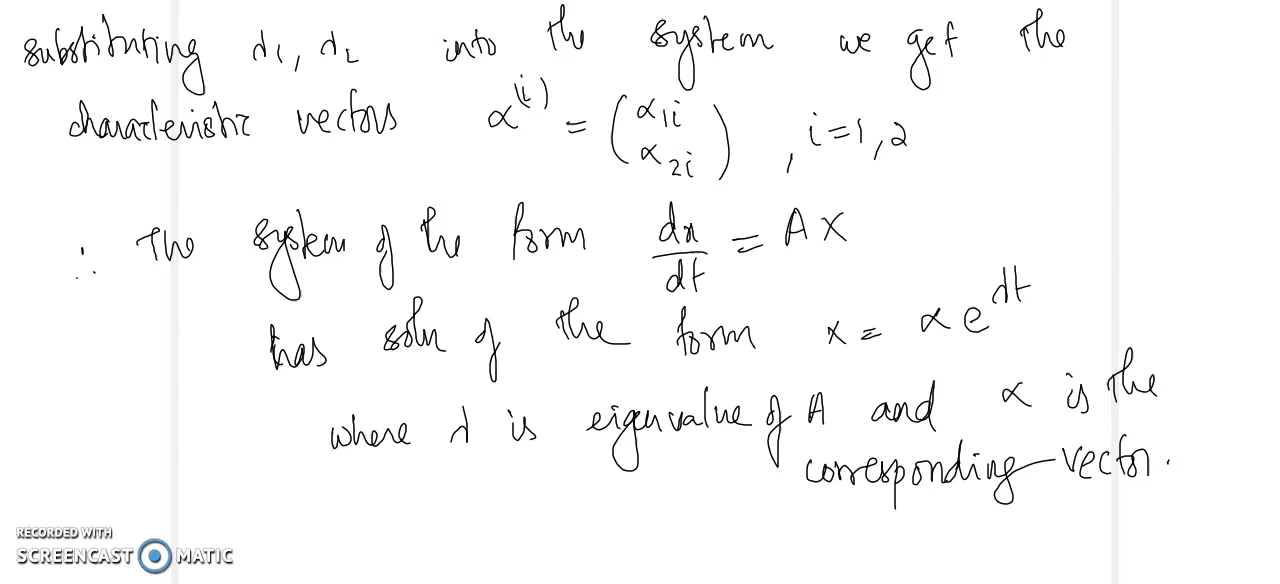 substituting λ1, λ2 into the system we get the
characteristic vectors α^(i) = (α1i α2i), i=1,2
∴ The system of the form dx/dt = AX
has soln of the form x = αe^λt
where λ is eigenvalue of A and α is the
corresponding vector.
RECORDED WITH
SCREENCAST MATIC